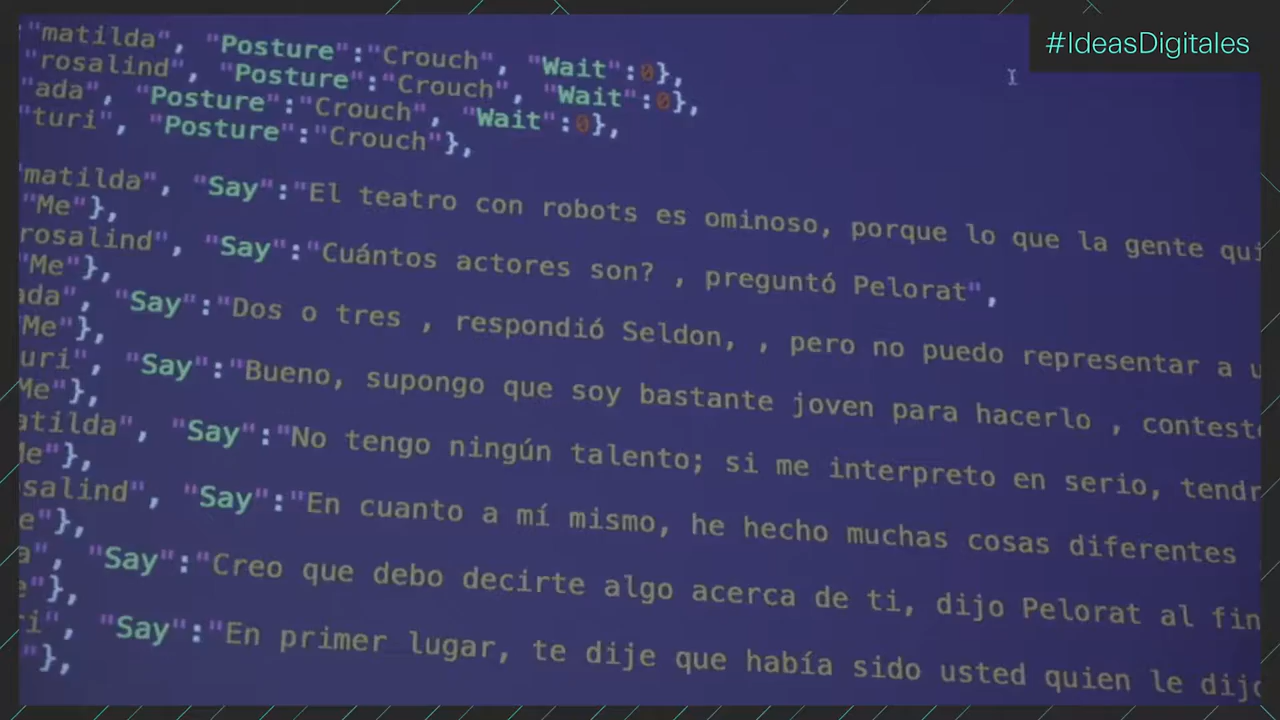 #IdeasDigitales
"matilda", "Posture":"Crouch", "Wait":0},
"rosalind", "Posture":"Crouch", "Wait":0},
"ada", "Posture":"Crouch", "Wait":0},
"turi", "Posture":"Crouch"},
matilda", "Say":"El teatro con robots es ominoso, porque lo que la gente qui
"Me"},
rosalind", "Say":"Cuántos actores son? , preguntó Pelorat",
"Me"},
ada", "Say":"Dos o tres , respondió Seldon, , pero no puedo representar a u
"Me"},
uri", "Say":"Bueno, supongo que soy bastante joven para hacerlo , contest
Me"},
atilda", "Say":"No tengo ningún talento; si me interpreto en serio, tendr
Me"},
salind", "Say":"En cuanto a mí mismo, he hecho muchas cosas diferentes
e"},
a", "Say":"Creo que debo decirte algo acerca de ti, dijo Pelorat al fin
e"},
ri", "Say":"En primer lugar, te dije que había sido usted quien le dijo
"},